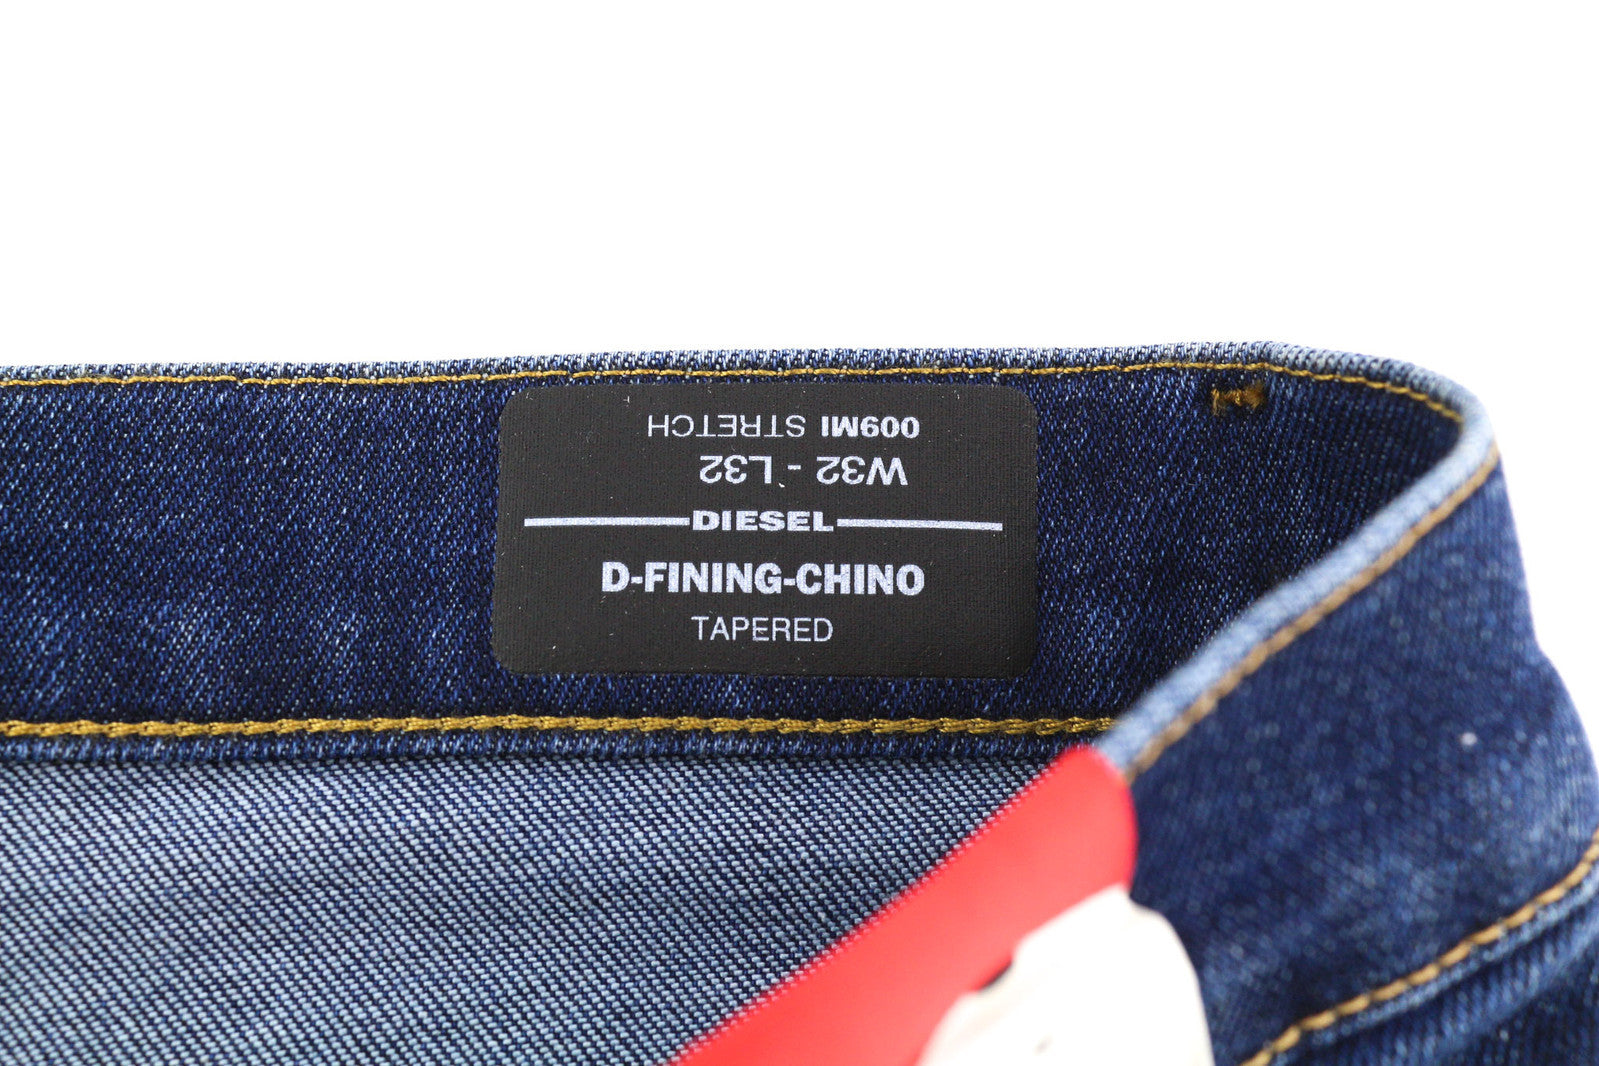 009MI STRETCH
W32 - L32
DIESEL
D-FINING-CHINO
TAPERED